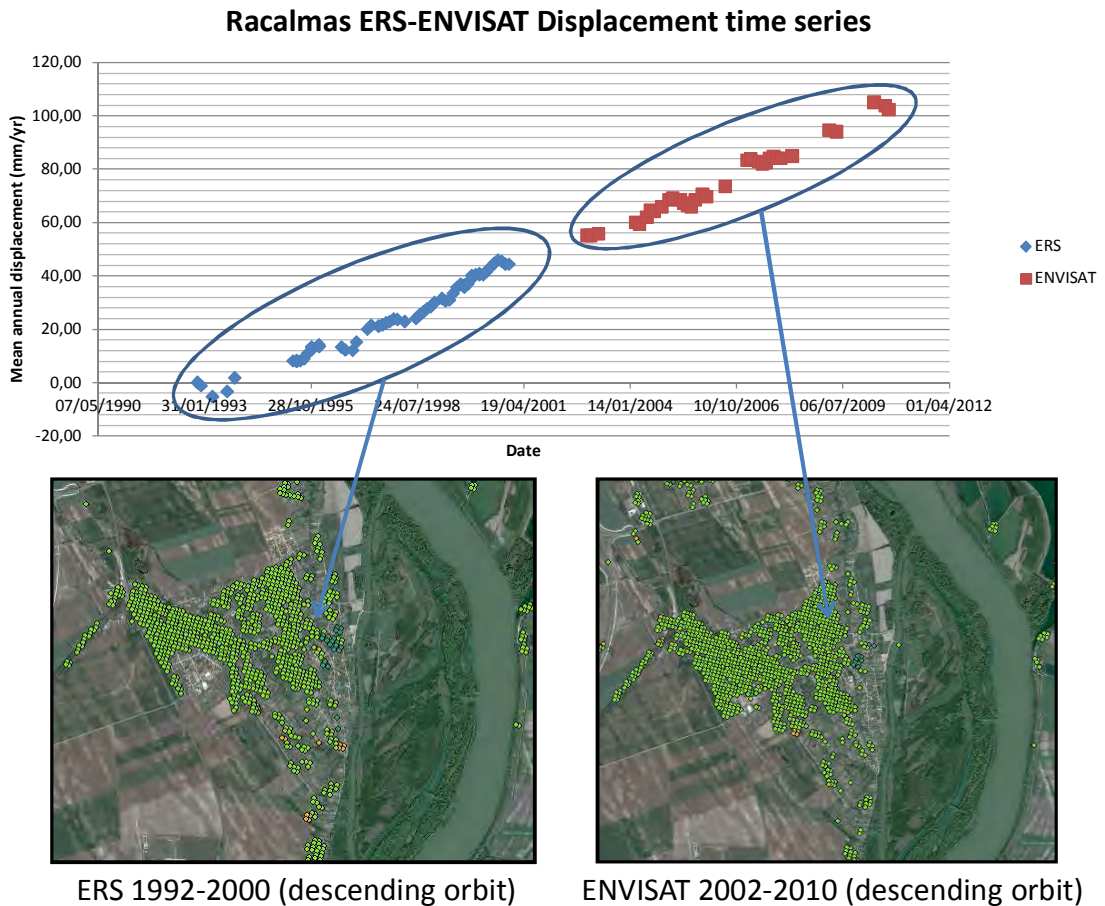 Racalmas ERS-ENVISAT Displacement time series
120,00
100,00
80,00
60,00
40,00
20,00
0,00
-20,00
Mean annual displacement (mm/yr)
07/05/1990 31/01/1993 28/10/1995 24/07/1998 19/04/2001 14/01/2004 10/10/2006 06/07/2009 01/04/2012
Date
ERS
ENVISAT
ERS 1992-2000 (descending orbit)
ENVISAT 2002-2010 (descending orbit)